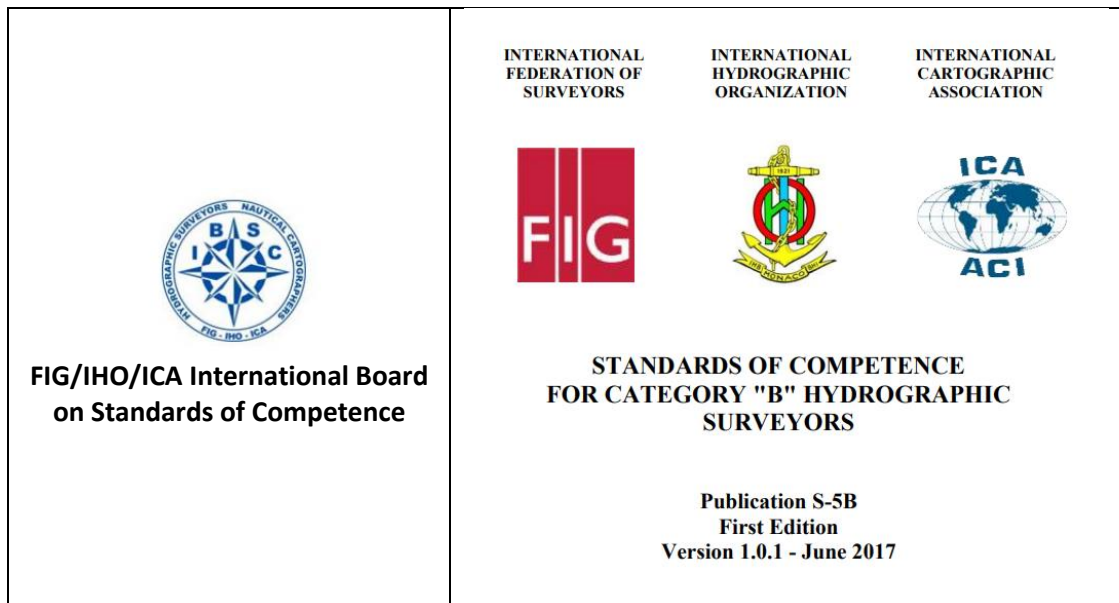 HYDROGRAPHIC SURVEYORS NAUTICAL CARTOGRAPHERS
I B S C
FIG - IHO - ICA
FIG/IHO/ICA International Board
on Standards of Competence
INTERNATIONAL
FEDERATION OF
SURVEYORS
INTERNATIONAL
HYDROGRAPHIC
ORGANIZATION
INTERNATIONAL
CARTOGRAPHIC
ASSOCIATION
FIG
1921
IHB MONACO BHI
ICA
ACI
STANDARDS OF COMPETENCE
FOR CATEGORY "B" HYDROGRAPHIC
SURVEYORS
Publication S-5B
First Edition
Version 1.0.1 - June 2017